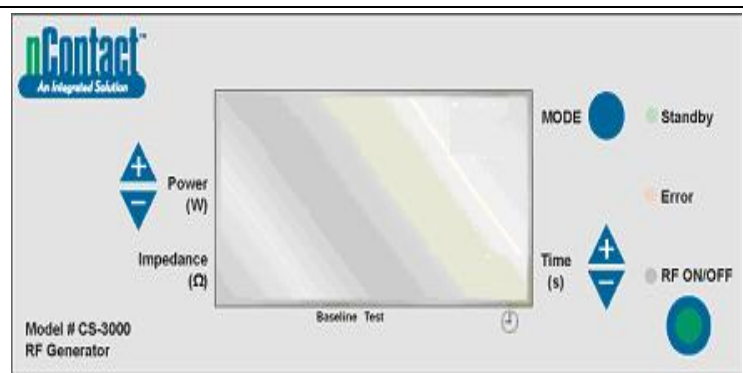 nContact™
An Integrated Solution
MODE
Standby
Power
(W)
Error
Impedance
(Ω)
Time
(s)
RF ON/OFF
Baseline Test
Model # CS-3000
RF Generator